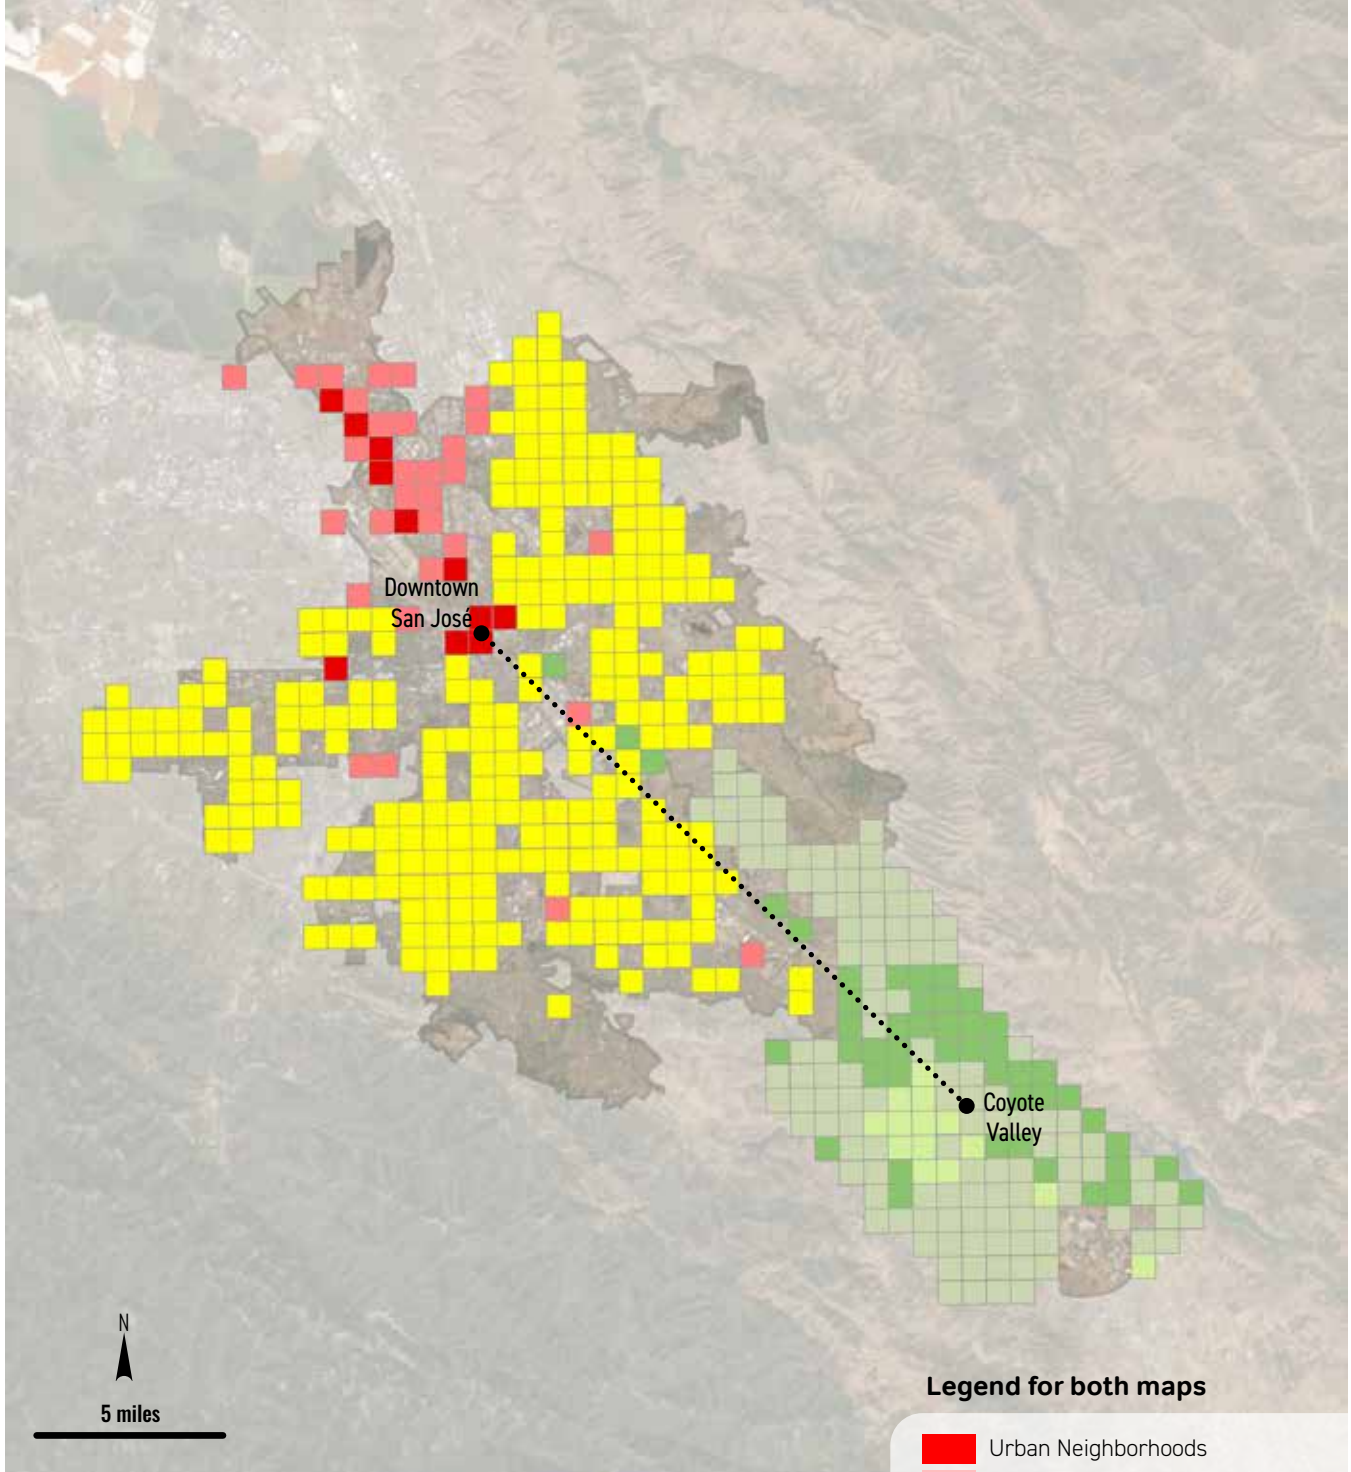 Downtown
San José
Coyote
Valley
N
5 miles
Legend for both maps
Urban Neighborhoods